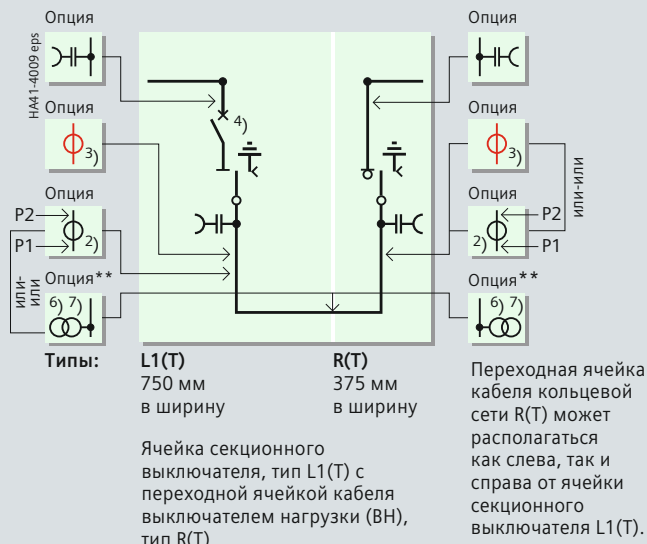 Опция
Опция
HA41-4009 eps
4)
Опция
Опция
3)
3)
или-или
Опция
Опция
P2
P1
2)
2)
P2
P1
или-
или
Опция**
Опция**
6) 7)
6) 7)
Типы:
L1(T)
750 мм
в ширину
R(T)
375 мм
в ширину
Ячейка секционного
выключателя, тип L1(T) с
переходной ячейкой кабеля
выключателем нагрузки (ВН),
тип R(T)
Переходная ячейка
кабеля кольцевой
сети R(T) может
располагаться
как слева, так и
справа от ячейки
секционного
выключателя L1(T).